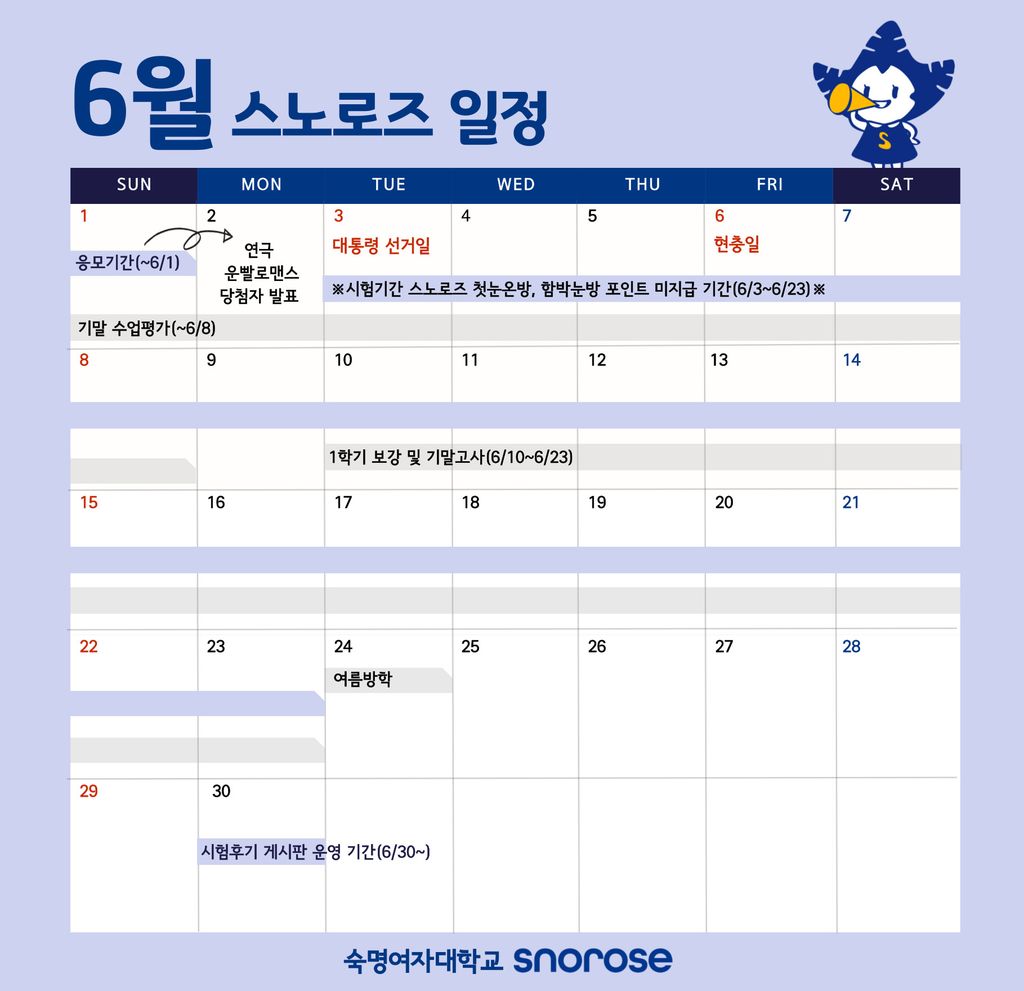 6월 스노로즈 일정
S
SUN MON TUE WED THU FRI SAT
1 2 3 4 5 6 7
대통령 선거일
현충일
응모기간(~6/1)
연극
운빨로맨스
당첨자 발표
※시험기간 스노로즈 첫눈온방, 함박눈방 포인트 미지급 기간(6/3~6/23)※
기말 수업평가(~6/8)
8 9 10 11 12 13 14
1학기 보강 및 기말고사(6/10~6/23)
15 16 17 18 19 20 21
22 23 24 25 26 27 28
여름방학
29 30
시험후기 게시판 운영 기간(6/30~)
숙명여자대학교 snorose